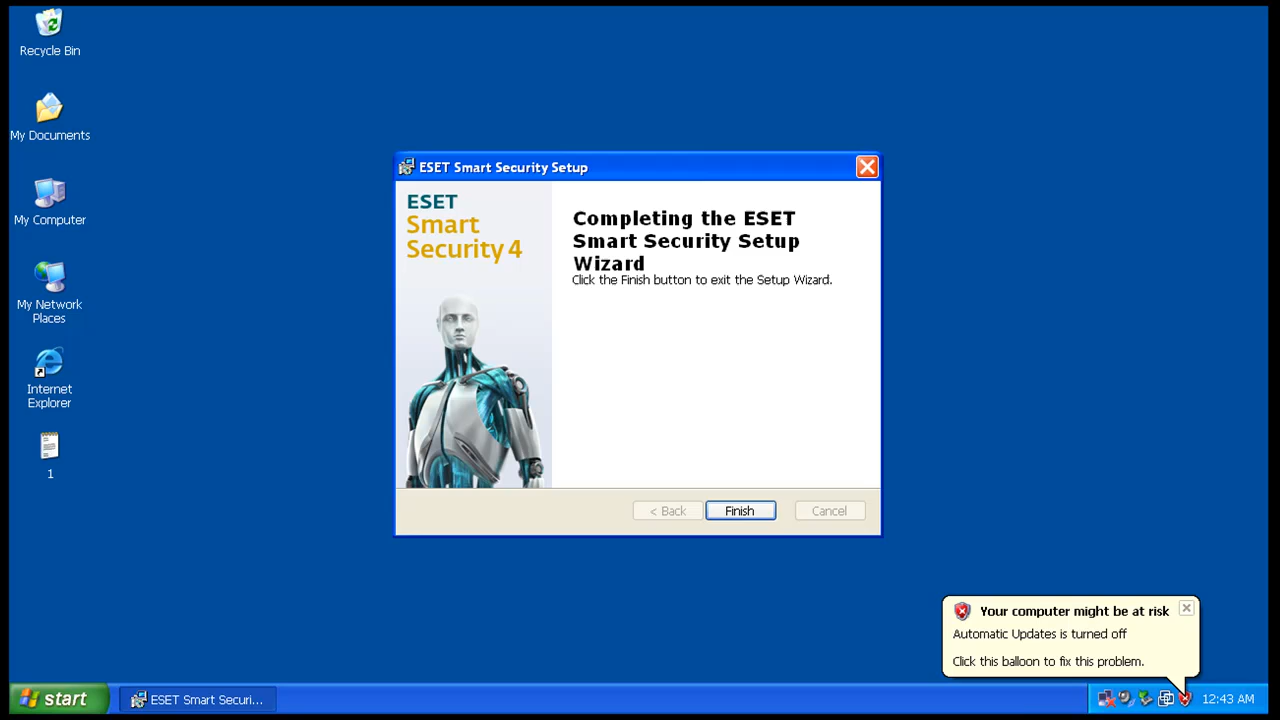 Recycle Bin
My Documents
My Computer
My Network
Places
Internet
Explorer
1
ESET Smart Security Setup
ESET
Smart
Security 4
Completing the ESET
Smart Security Setup
Wizard
Click the Finish button to exit the Setup Wizard.
< Back
Finish
Cancel
Your computer might be at risk
Automatic Updates is turned off
Click this balloon to fix this problem.
start
ESET Smart Securi...
12:43 AM